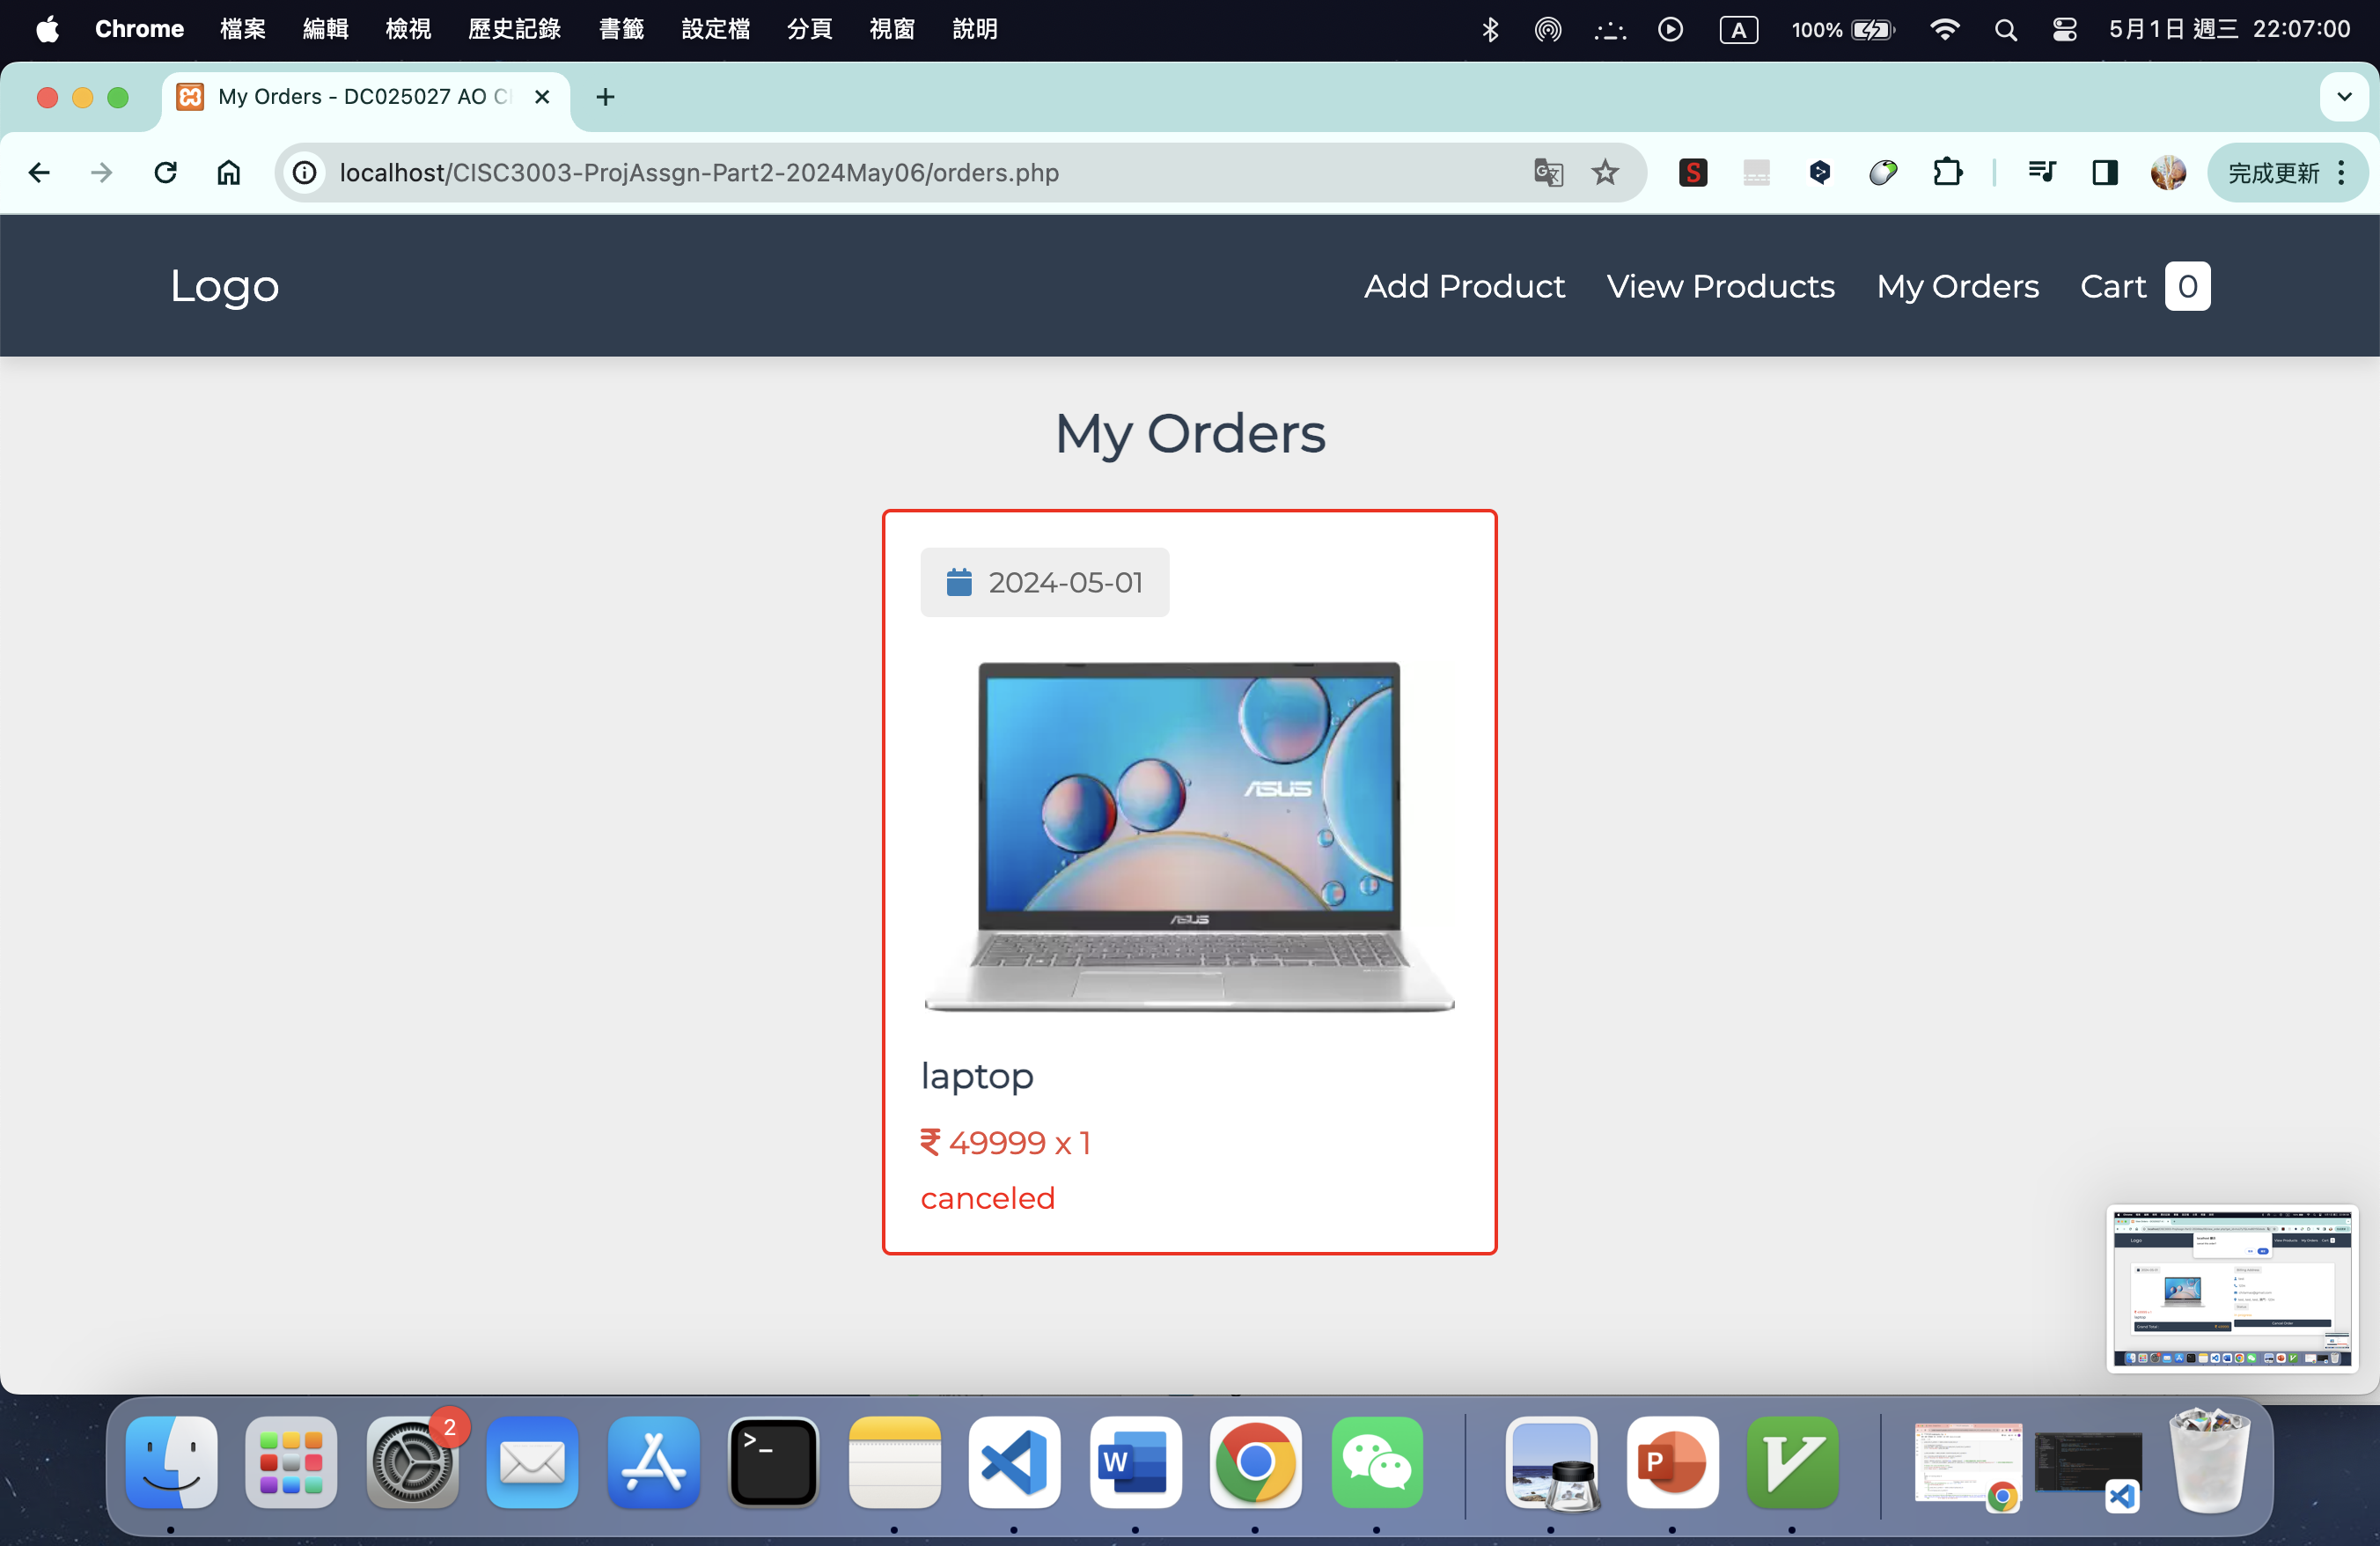 Chrome 檔案 編輯 檢視 歷史記錄 書籤 設定檔 分頁 視窗 說明 A 100% 5月1日 週三 22:07:00
My Orders - DC025027 AO C
localhost/CISC3003-ProjAssgn-Part2-2024May06/orders.php S 完成更新
Logo Add Product View Products My Orders Cart 0
My Orders
2024-05-01
ASUS
ASUS
laptop
₹ 49999 x 1
canceled
2
>_
W
P